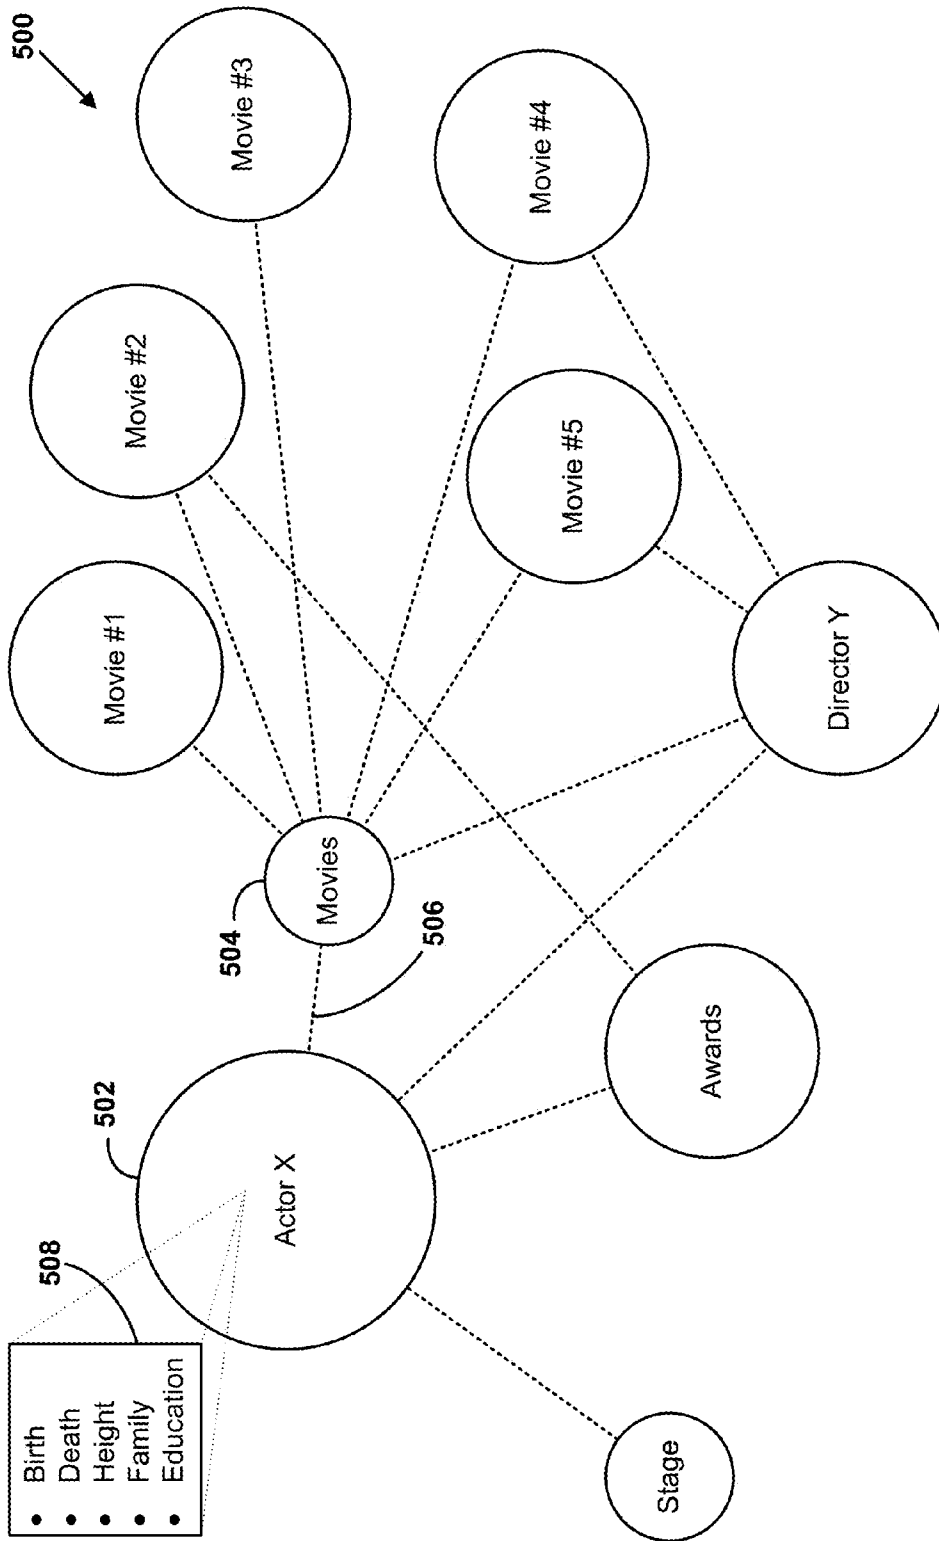 500
508
• Birth
• Death
• Height
• Family
• Education
502
Actor X
504
Movies
506
Movie #1
Movie #2
Movie #3
Movie #4
Movie #5
Stage
Awards
Director Y